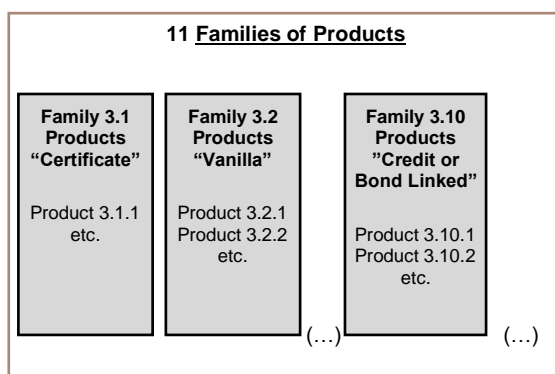 11 Families of Products
Family 3.1
Products
“Certificate”
Product 3.1.1
etc.
Family 3.2
Products
“Vanilla”
Product 3.2.1
Product 3.2.2
etc.
(…)
Family 3.10
Products
”Credit or
Bond Linked”
Product 3.10.1
Product 3.10.2
etc.
(…)